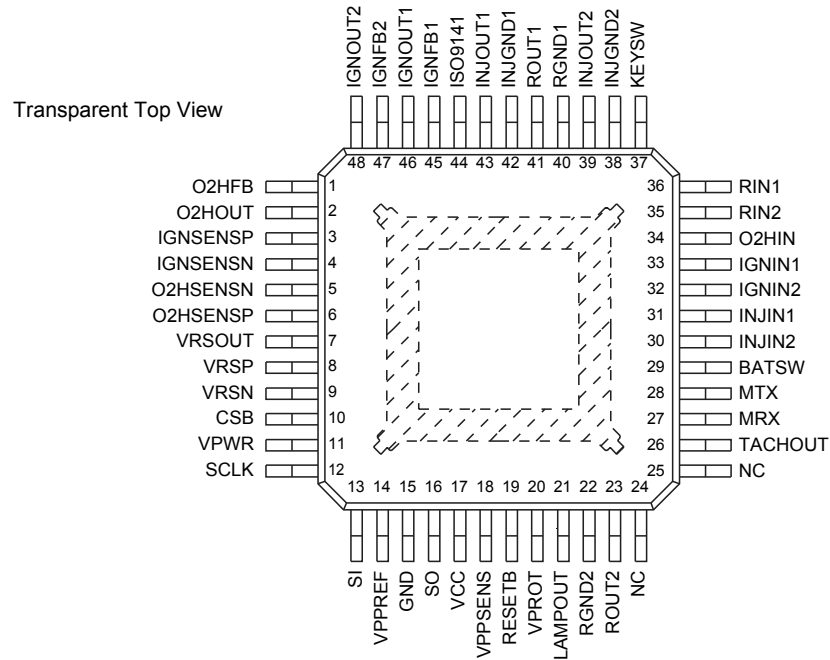 IGNOUT2
IGNFB2
IGNOUT1
IGNFB1
ISO9141
INJOUT1
INJGND1
ROUT1
RGND1
INJOUT2
INJGND2
KEYSW
Transparent Top View
48 47 46 45 44 43 42 41 40 39 38 37
O2HFB 1 36 RIN1
O2HOUT 2 35 RIN2
IGNSENSP 3 34 O2HIN
IGNSENSN 4 33 IGNIN1
O2HSENSN 5 32 IGNIN2
O2HSENSP 6 31 INJIN1
VRSOUT 7 30 INJIN2
VRSP 8 29 BATSW
VRSN 9 28 MTX
CSB 10 27 MRX
VPWR 11 26 TACHOUT
SCLK 12 25 NC
13 14 15 16 17 18 19 20 21 22 23 24
SI
VPPREF
GND
SO
VCC
VPPSENS
RESETB
VPROT
LAMPOUT
RGND2
ROUT2
NC